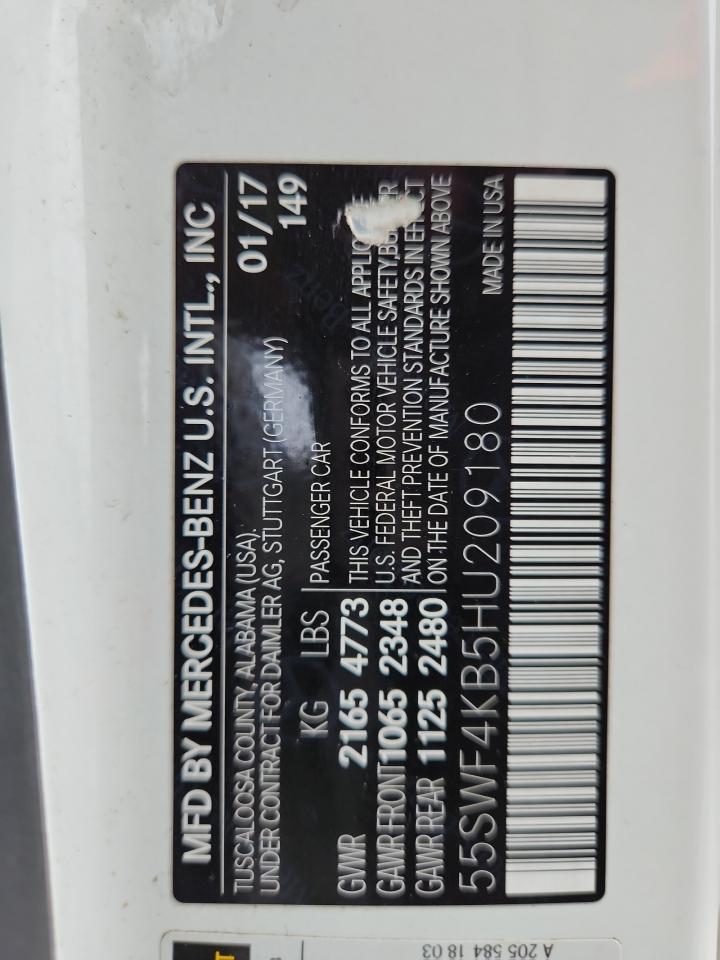 MFD BY MERCEDES-BENZ U.S. INTL., INC
TUSCALOOSA COUNTY, ALABAMA (USA). 01/17
UNDER CONTRACT FOR DAIMLER AG, STUTTGART (GERMANY) 149
KG LBS PASSENGER CAR
GVWR 2165 4773 THIS VEHICLE CONFORMS TO ALL
GAWR FRONT 1065 2348 U.S. FEDERAL MOTOR VEHICLE SAFETY,
GAWR REAR 1125 2480 AND THEFT PREVENTION STANDARDS IN
ON THE DATE OF MANUFACTURE SHOWN ABOVE
55SWF4KB5HU209180 MADE IN USA
A 205 584 18 03